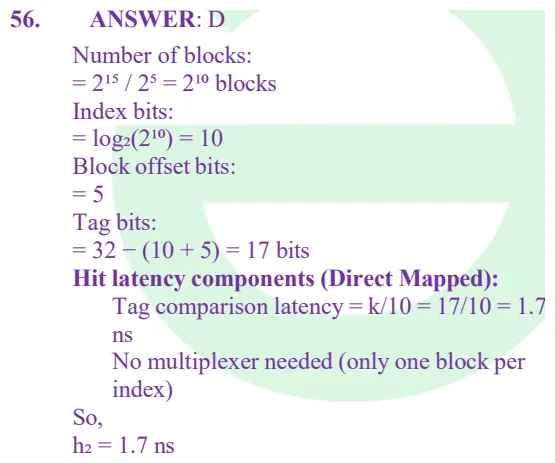 56. ANSWER: D
Number of blocks:
= 2¹⁵ / 2⁵ = 2¹⁰ blocks
Index bits:
= log₂(2¹⁰) = 10
Block offset bits:
= 5
Tag bits:
= 32 − (10 + 5) = 17 bits
Hit latency components (Direct Mapped):
Tag comparison latency = k/10 = 17/10 = 1.7
ns
No multiplexer needed (only one block per
index)
So,
h₂ = 1.7 ns